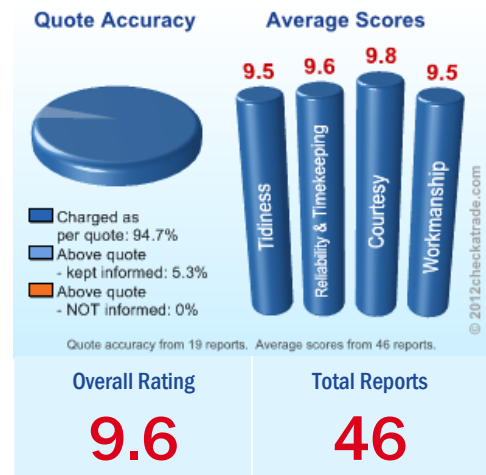 Quote Accuracy
Average Scores
9.5
9.6
9.8
9.5
Tidiness
Reliability & Timekeeping
Courtesy
Workmanship
Charged as
per quote: 94.7%
Above quote
- kept informed: 5.3%
Above quote
- NOT informed: 0%
© 2012checkatrade.com
Quote accuracy from 19 reports. Average scores from 46 reports.
Overall Rating
9.6
Total Reports
46